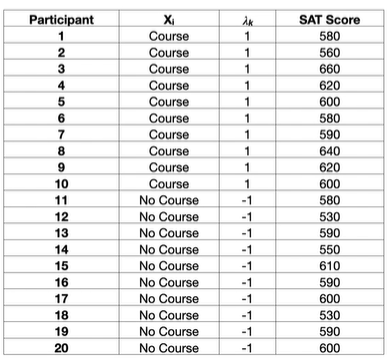 Participant Xᵢ λₖ SAT Score
1 Course 1 580
2 Course 1 560
3 Course 1 660
4 Course 1 620
5 Course 1 600
6 Course 1 580
7 Course 1 590
8 Course 1 640
9 Course 1 620
10 Course 1 600
11 No Course -1 580
12 No Course -1 530
13 No Course -1 590
14 No Course -1 550
15 No Course -1 610
16 No Course -1 590
17 No Course -1 600
18 No Course -1 530
19 No Course -1 590
20 No Course -1 600